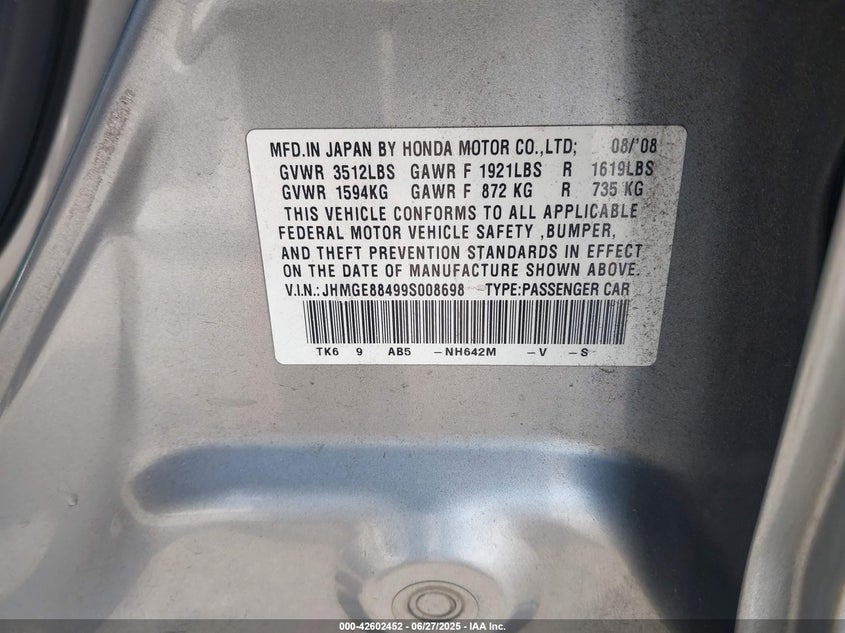 MFD.IN JAPAN BY HONDA MOTOR CO.,LTD; 08/'08
GVWR 3512LBS GAWR F 1921LBS R 1619LBS
GVWR 1594KG GAWR F 872 KG R 735 KG
THIS VEHICLE CONFORMS TO ALL APPLICABLE
FEDERAL MOTOR VEHICLE SAFETY ,BUMPER,
AND THEFT PREVENTION STANDARDS IN EFFECT
ON THE DATE OF MANUFACTURE SHOWN ABOVE.
V.I.N.:JHMGE88499S008698 TYPE:PASSENGER CAR
TK6 9 AB5 -NH642M -V -S
000-42602452 - 06/27/2025 - IAA Inc.